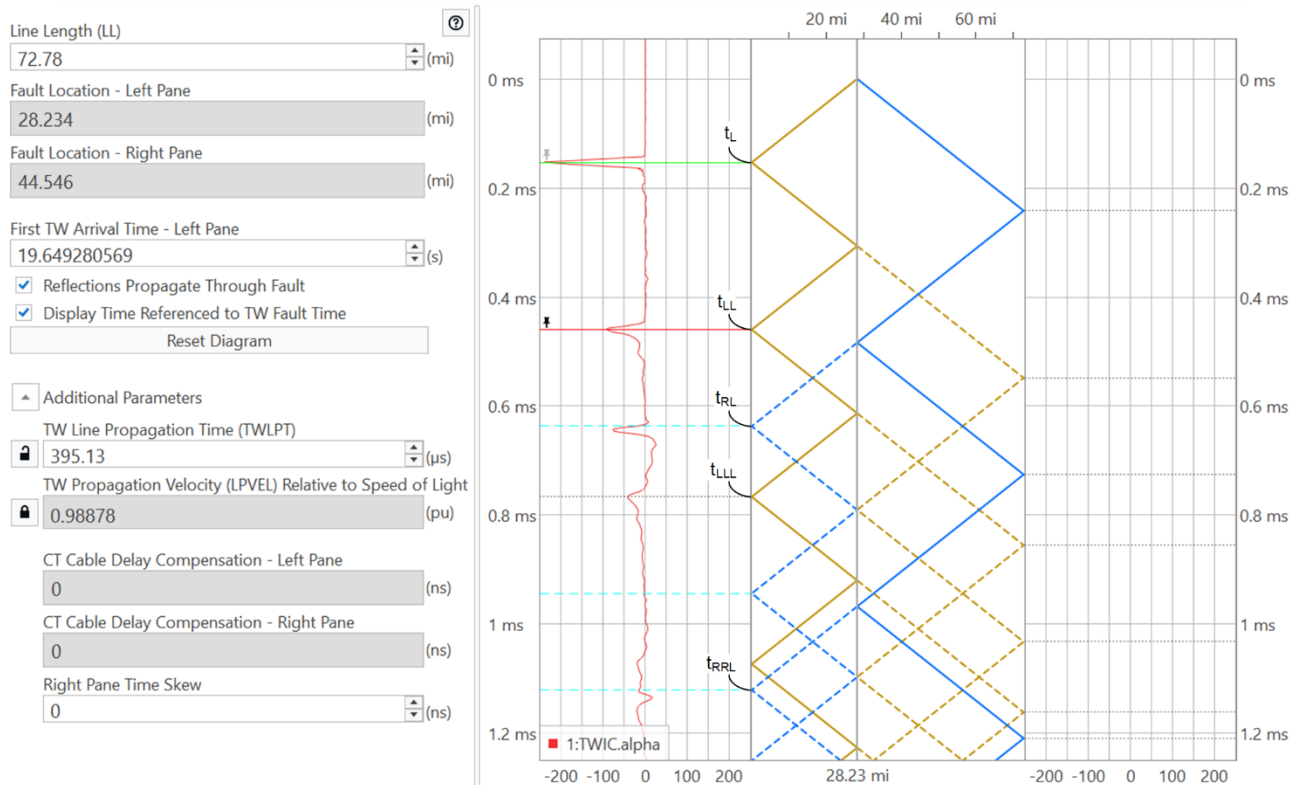 Line Length (LL)
72.78 (mi)
Fault Location - Left Pane
28.234 (mi)
Fault Location - Right Pane
44.546 (mi)
First TW Arrival Time - Left Pane
19.649280569 (s)
Reflections Propagate Through Fault
Display Time Referenced to TW Fault Time
Reset Diagram
Additional Parameters
TW Line Propagation Time (TWLPT)
395.13 (µs)
TW Propagation Velocity (LPVEL) Relative to Speed of Light
0.98878 (pu)
CT Cable Delay Compensation - Left Pane
0 (ns)
CT Cable Delay Compensation - Right Pane
0 (ns)
Right Pane Time Skew
0 (ns)
?
20 mi 40 mi 60 mi
0 ms 0 ms
tL
0.2 ms 0.2 ms
tLL
0.4 ms 0.4 ms
tRL
0.6 ms 0.6 ms
tLLL
0.8 ms 0.8 ms
1 ms 1 ms
tRRL
1.2 ms 1.2 ms
1:TWIC.alpha
-200 -100 0 100 200 28.23 mi -200 -100 0 100 200